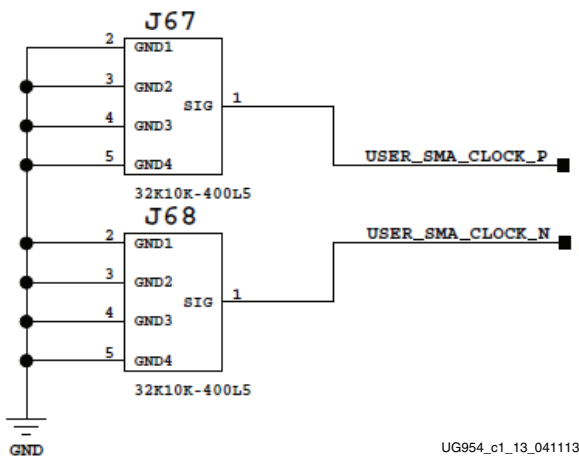 J67
2 GND1
3 GND2
SIG 1
4 GND3
USER_SMA_CLOCK_P
5 GND4
32K10K-400L5
J68
2 GND1
USER_SMA_CLOCK_N
3 GND2
SIG 1
4 GND3
5 GND4
32K10K-400L5
GND
UG954_c1_13_041113